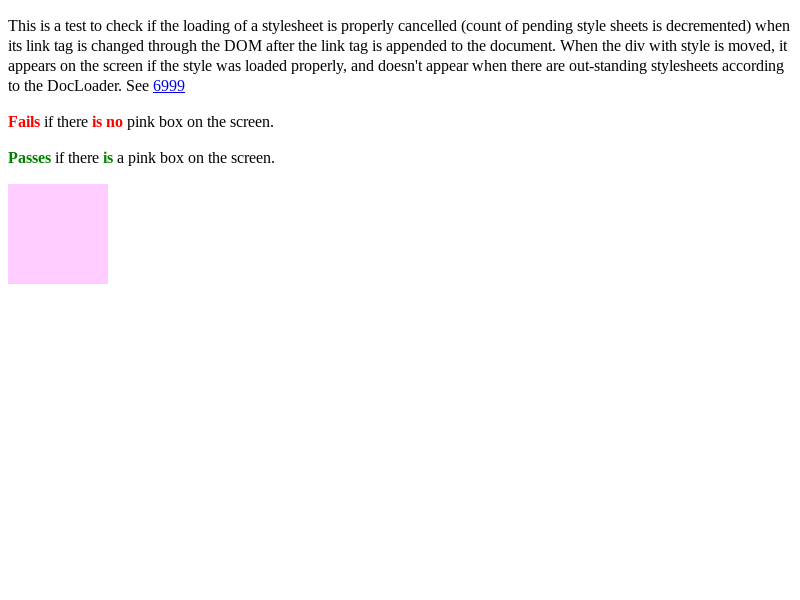 This is a test to check if the loading of a stylesheet is properly cancelled (count of pending style sheets is decremented) when
its link tag is changed through the DOM after the link tag is appended to the document. When the div with style is moved, it
appears on the screen if the style was loaded properly, and doesn't appear when there are out-standing stylesheets according
to the DocLoader. See 6999
Fails if there is no pink box on the screen.
Passes if there is a pink box on the screen.